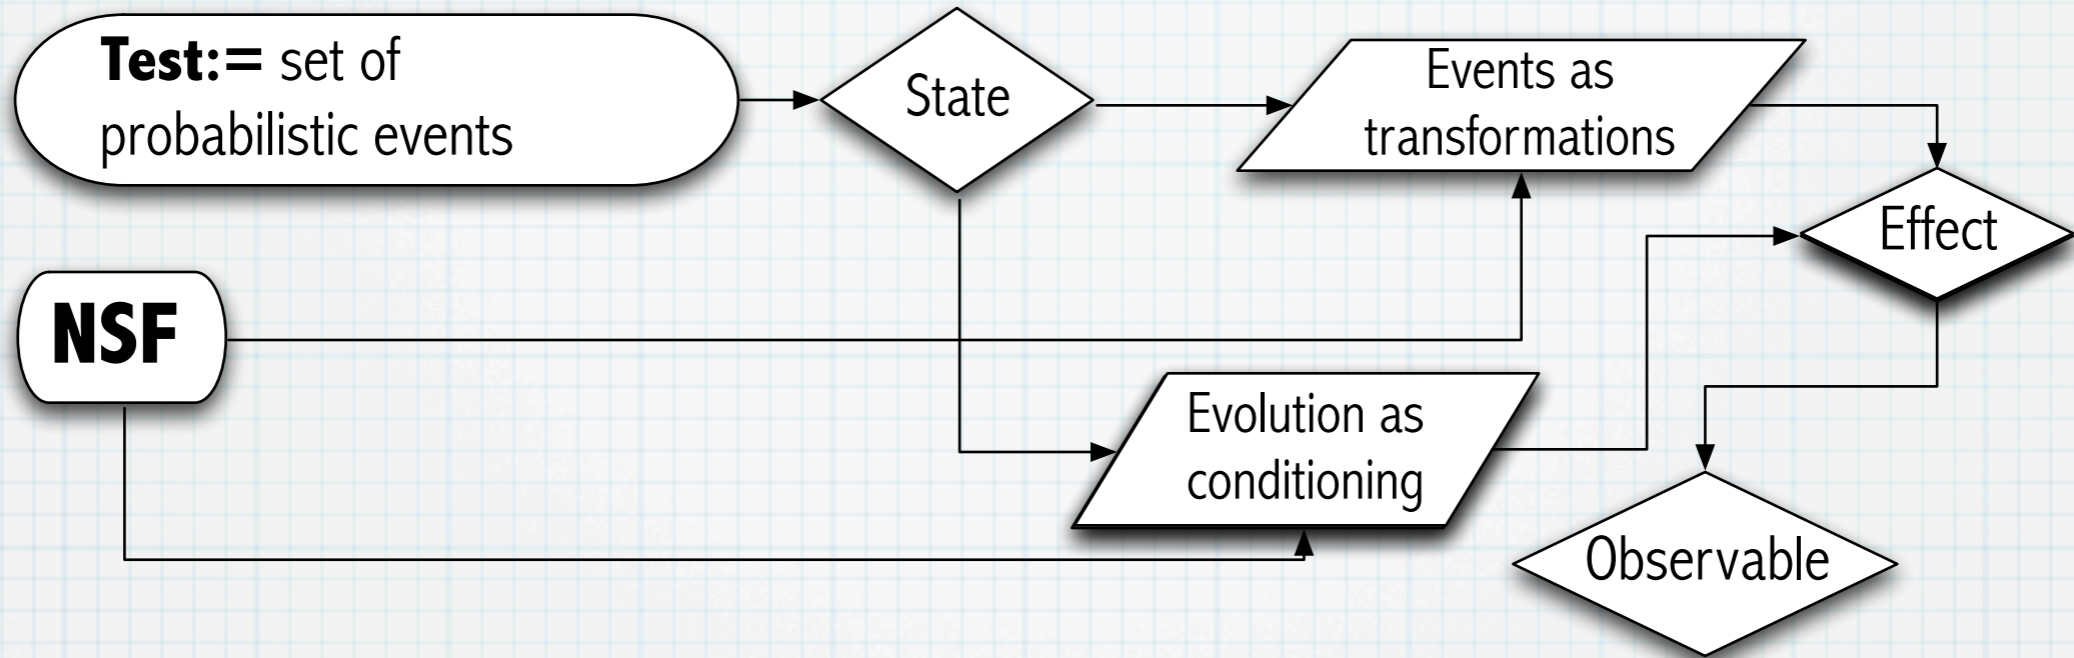 Test:= set of
probabilistic events
State
Events as
transformations
Effect
NSF
Evolution as
conditioning
Observable